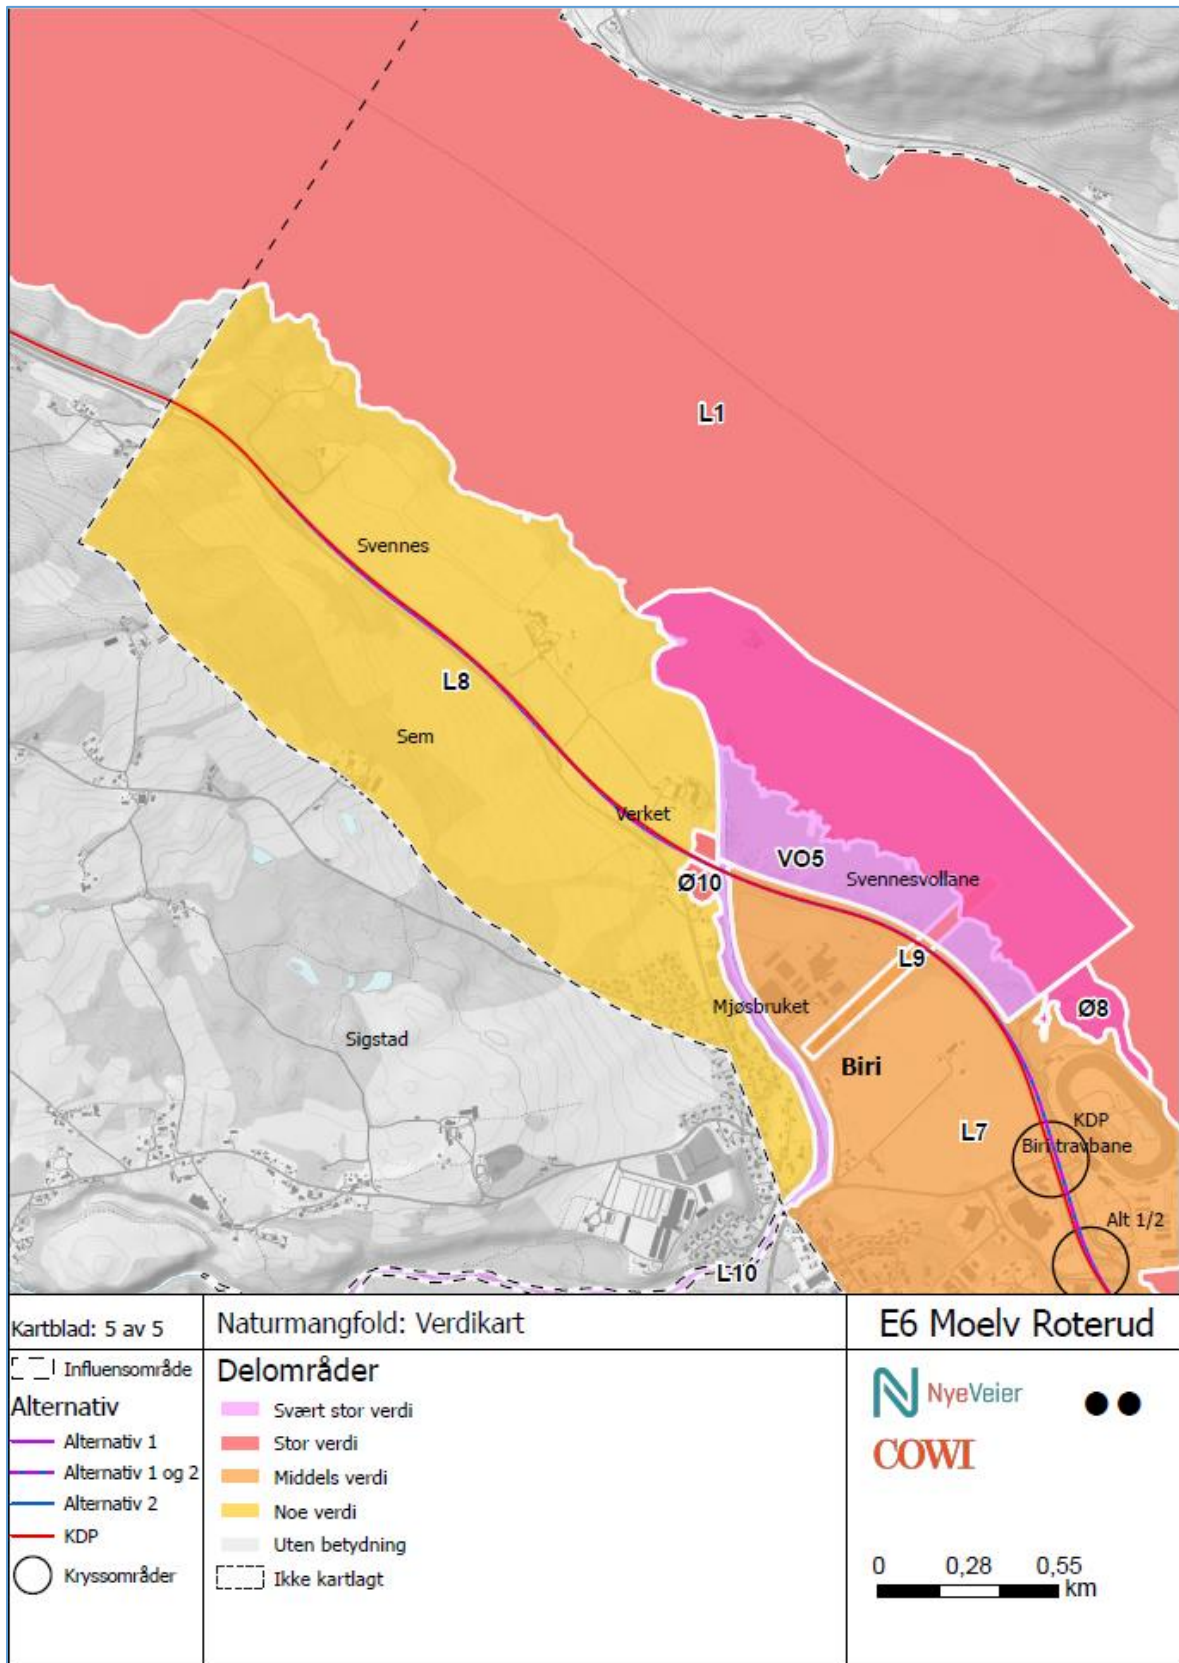 L1
Svennes
L8
Sem
Verket
VO5
Ø10
Svennesvollane
L9
Mjøsbruket
Ø8
Sigstad
Biri
L7
KDP
Biri travbane
Alt 1/2
L10
Kartblad: 5 av 5
Naturmangfold: Verdikart
E6 Moelv Roterud
Influensområde
Alternativ
Alternativ 1
Alternativ 1 og 2
Alternativ 2
KDP
Kryssområder
Delområder
Svært stor verdi
Stor verdi
Middels verdi
Noe verdi
Uten betydning
Ikke kartlagt
NyeVeier
COWI
0 0,28 0,55
km